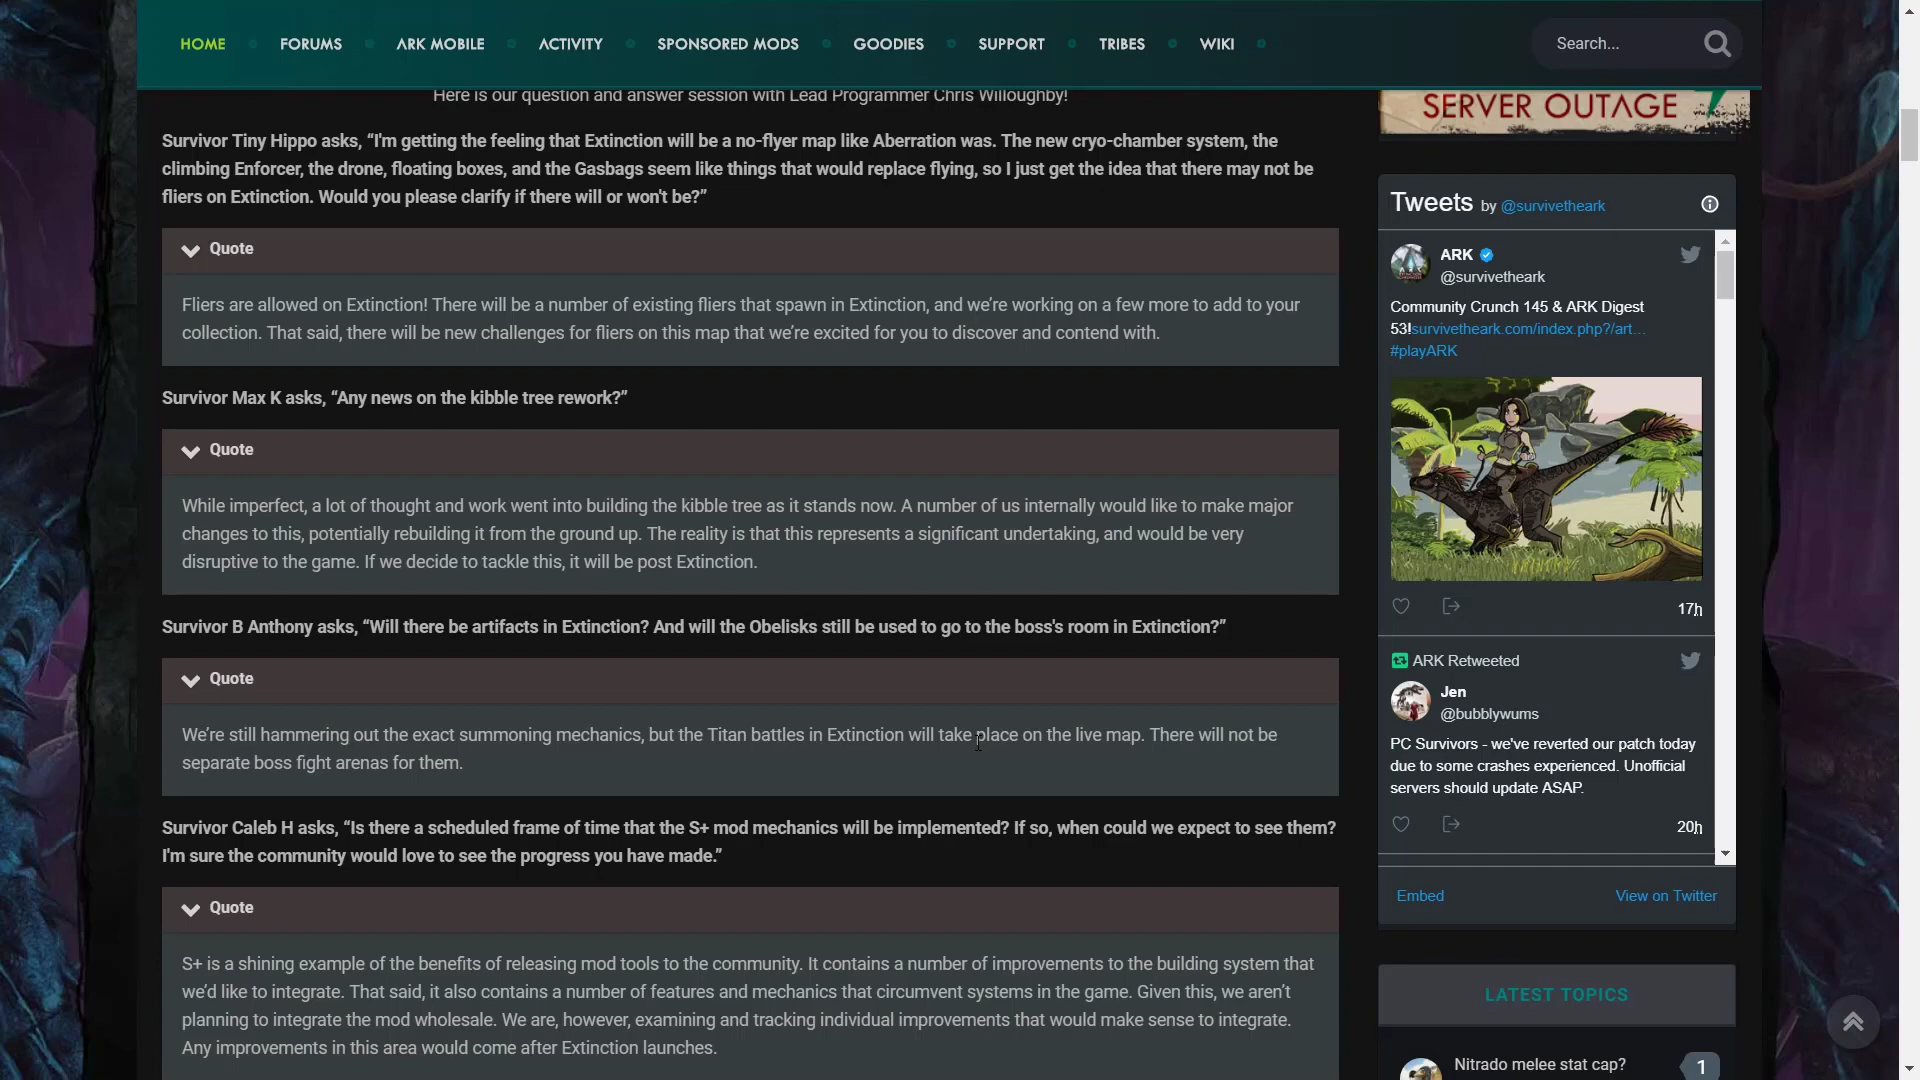 HOME
FORUMS
ARK MOBILE
ACTIVITY
SPONSORED MODS
GOODIES
SUPPORT
TRIBES
WIKI
Search...
Here is our question and answer session with Lead Programmer Chris Willoughby!
Survivor Tiny Hippo asks, “I'm getting the feeling that Extinction will be a no-flyer map like Aberration was. The new cryo-chamber system, the
climbing Enforcer, the drone, floating boxes, and the Gasbags seem like things that would replace flying, so I just get the idea that there may not be
fliers on Extinction. Would you please clarify if there will or won't be?”
Quote
Fliers are allowed on Extinction! There will be a number of existing fliers that spawn in Extinction, and we’re working on a few more to add to your
collection. That said, there will be new challenges for fliers on this map that we’re excited for you to discover and contend with.
Survivor Max K asks, “Any news on the kibble tree rework?”
Quote
While imperfect, a lot of thought and work went into building the kibble tree as it stands now. A number of us internally would like to make major
changes to this, potentially rebuilding it from the ground up. The reality is that this represents a significant undertaking, and would be very
disruptive to the game. If we decide to tackle this, it will be post Extinction.
Survivor B Anthony asks, “Will there be artifacts in Extinction? And will the Obelisks still be used to go to the boss's room in Extinction?”
Quote
We’re still hammering out the exact summoning mechanics, but the Titan battles in Extinction will take place on the live map. There will not be
separate boss fight arenas for them.
Survivor Caleb H asks, “Is there a scheduled frame of time that the S+ mod mechanics will be implemented? If so, when could we expect to see them?
I'm sure the community would love to see the progress you have made.”
Quote
S+ is a shining example of the benefits of releasing mod tools to the community. It contains a number of improvements to the building system that
we’d like to integrate. That said, it also contains a number of features and mechanics that circumvent systems in the game. Given this, we aren’t
planning to integrate the mod wholesale. We are, however, examining and tracking individual improvements that would make sense to integrate.
Any improvements in this area would come after Extinction launches.
SERVER OUTAGE
Tweets by @survivetheark
ARK
@survivetheark
Community Crunch 145 & ARK Digest
53!survivetheark.com/index.php?/art…
#playARK
17h
ARK Retweeted
Jen
@bubblywums
PC Survivors - we've reverted our patch today
due to some crashes experienced. Unofficial
servers should update ASAP.
20h
Embed
View on Twitter
LATEST TOPICS
Nitrado melee stat cap?
1